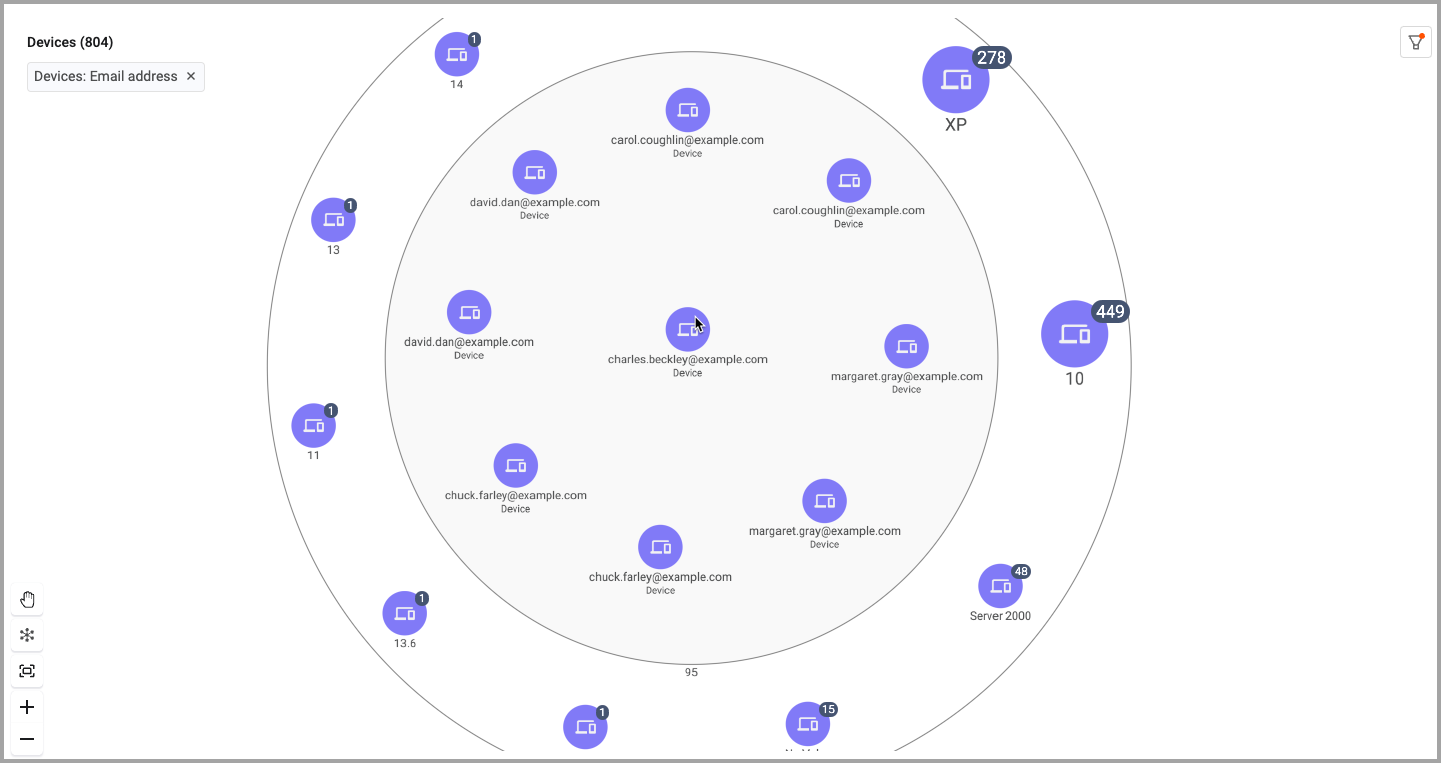 Devices (804)
Devices: Email address ×
1
14
278
XP
carol.coughlin@example.com
Device
david.dan@example.com
Device
carol.coughlin@example.com
Device
1
13
david.dan@example.com
Device
charles.beckley@example.com
Device
margaret.gray@example.com
Device
449
10
1
11
chuck.farley@example.com
Device
margaret.gray@example.com
Device
chuck.farley@example.com
Device
48
Server 2000
1
13.6
95
1
15